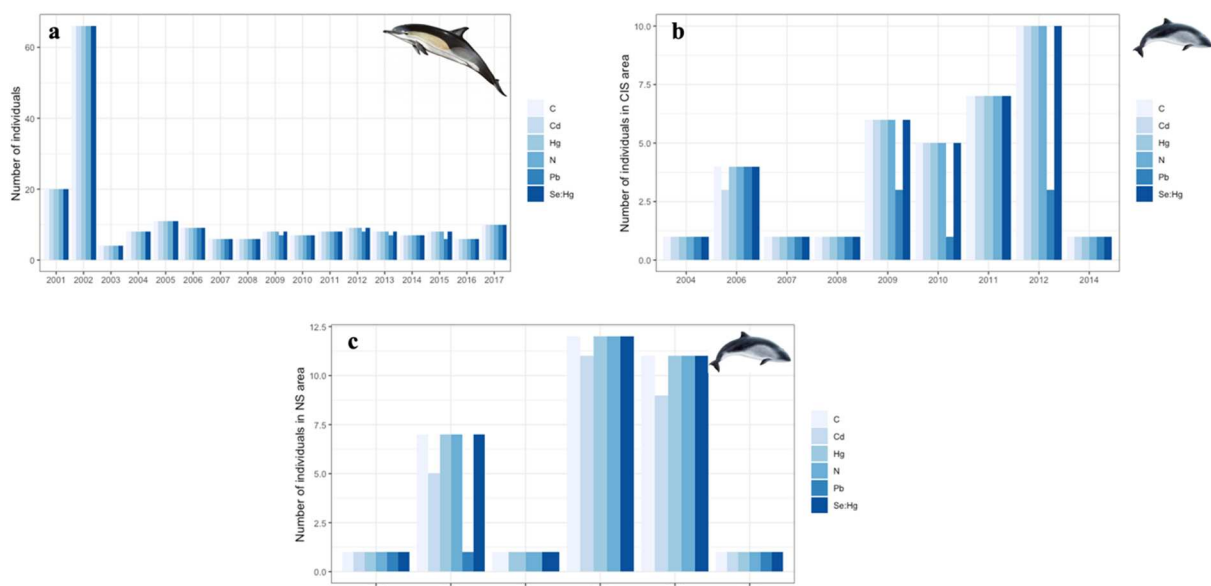 a
Number of individuals
60
40
20
0
2001 2002 2003 2004 2005 2006 2007 2008 2009 2010 2011 2012 2013 2014 2015 2016 2017
C
Cd
Hg
N
Pb
Se:Hg
b
Number of individuals in CIS area
10.0
7.5
5.0
2.5
0.0
2004 2006 2007 2008 2009 2010 2011 2012 2014
C
Cd
Hg
N
Pb
Se:Hg
c
Number of individuals in NS area
12.5
10.0
7.5
5.0
2.5
0.0
C
Cd
Hg
N
Pb
Se:Hg